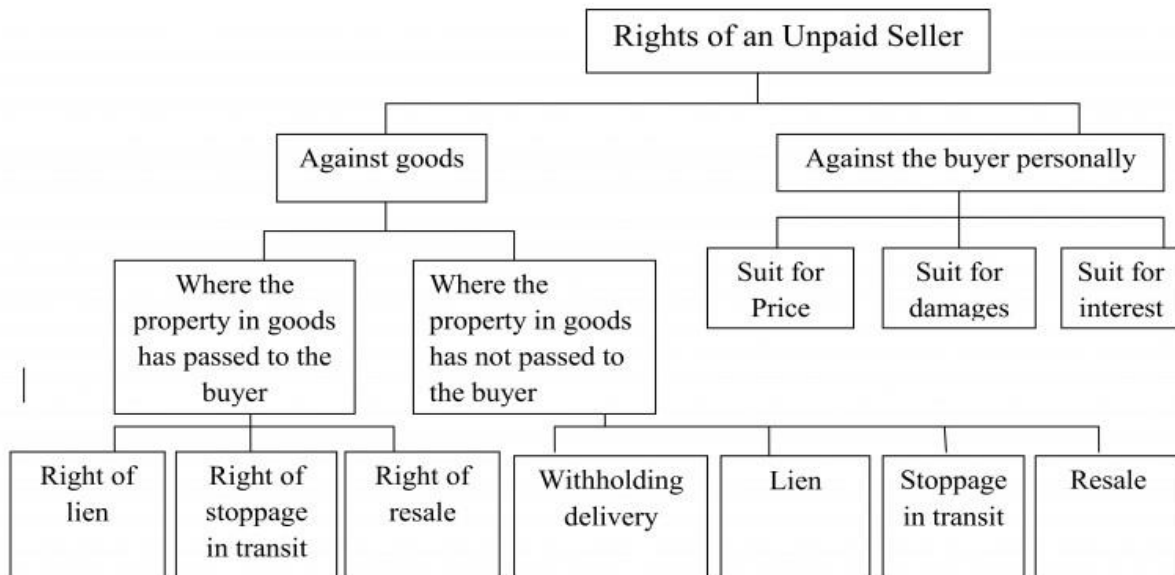 Rights of an Unpaid Seller
Against goods
Against the buyer personally
Where the
property in goods
has passed to the
buyer
Where the
property in goods
has not passed to
the buyer
Suit for
Price
Suit for
damages
Suit for
interest
Right of
lien
Right of
stoppage
in transit
Right of
resale
Withholding
delivery
Lien
Stoppage
in transit
Resale